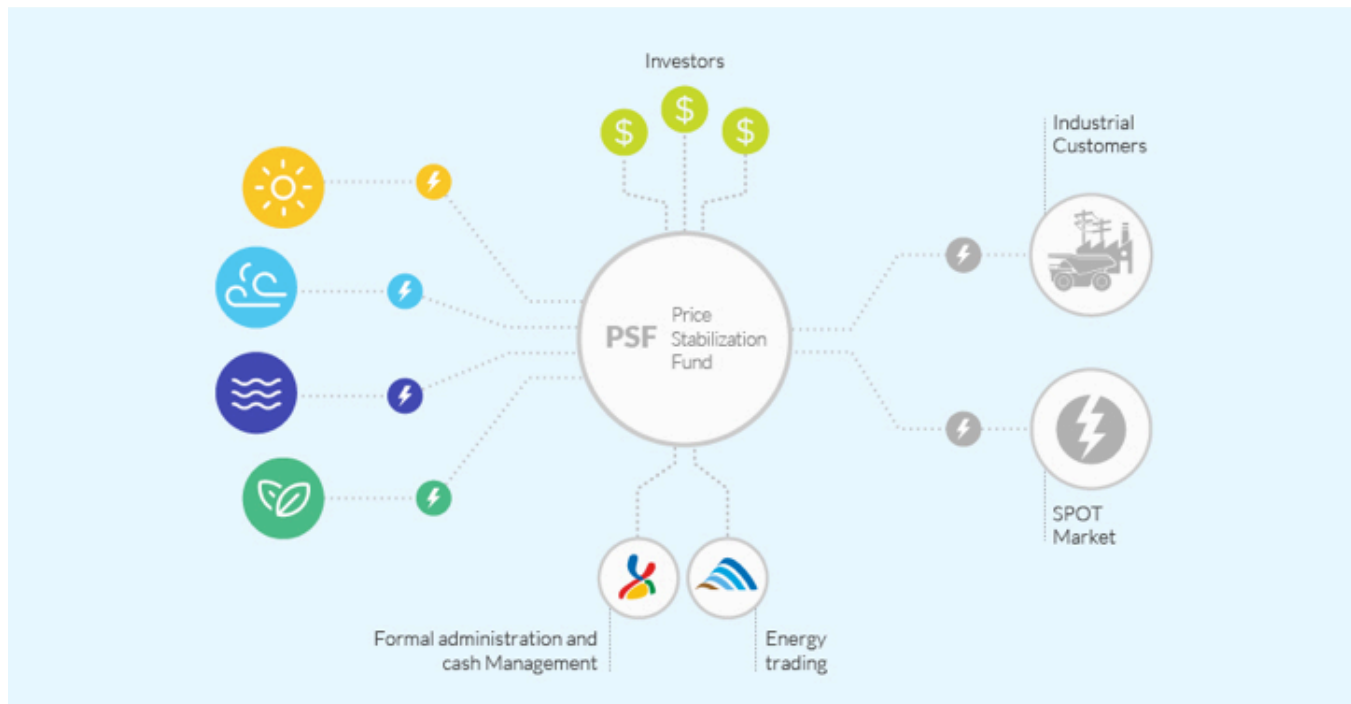 Investors
$
$
$
Industrial
Customers
PSF
Price
Stabilization
Fund
SPOT
Market
Formal administration and
cash Management
Energy
trading